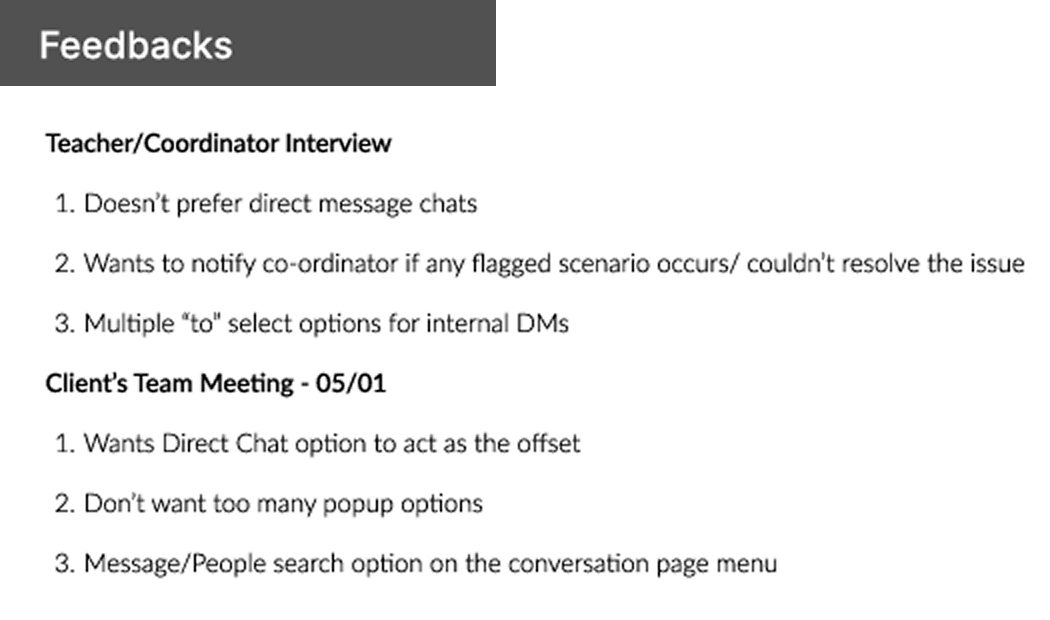 Feedbacks
Teacher/Coordinator Interview
1. Doesn't prefer direct message chats
2. Wants to notify co-ordinator if any flagged scenario occurs/ couldn't resolve the issue
3. Multiple “to" select options for internal DMs
Client's Team Meeting - 05/01
1. Wants Direct Chat option to act as the offset
2. Don't want too many popup options
3. Message/People search option on the conversation page menu